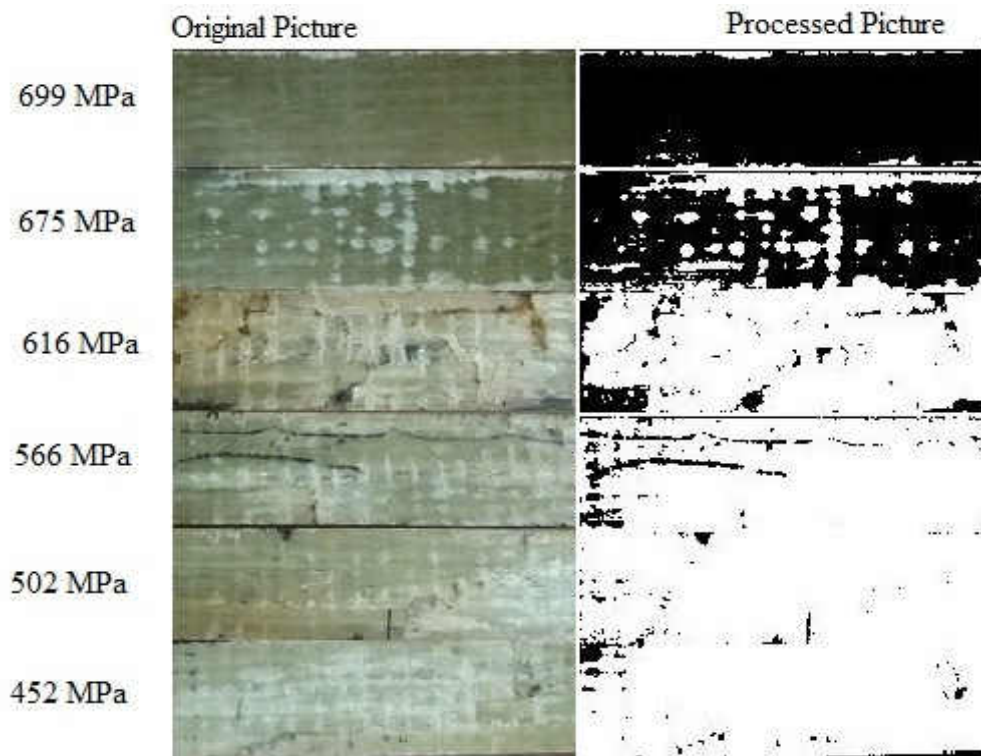 Original Picture
Processed Picture
699 MPa
675 MPa
616 MPa
566 MPa
502 MPa
452 MPa